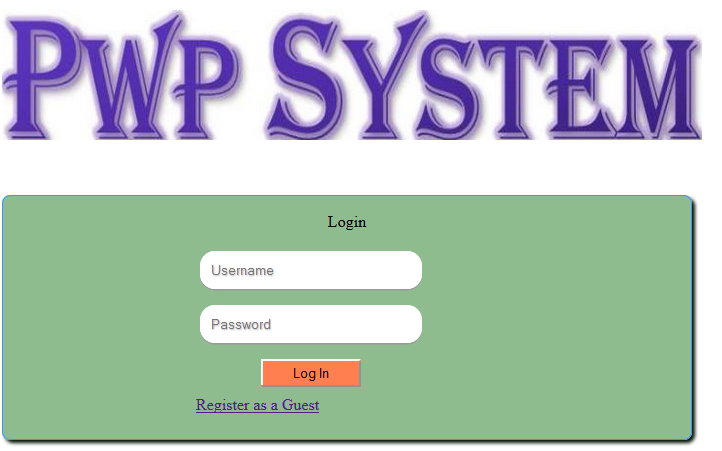 PWP SYSTEM
Login
Username
Password
Log In
Register as a Guest